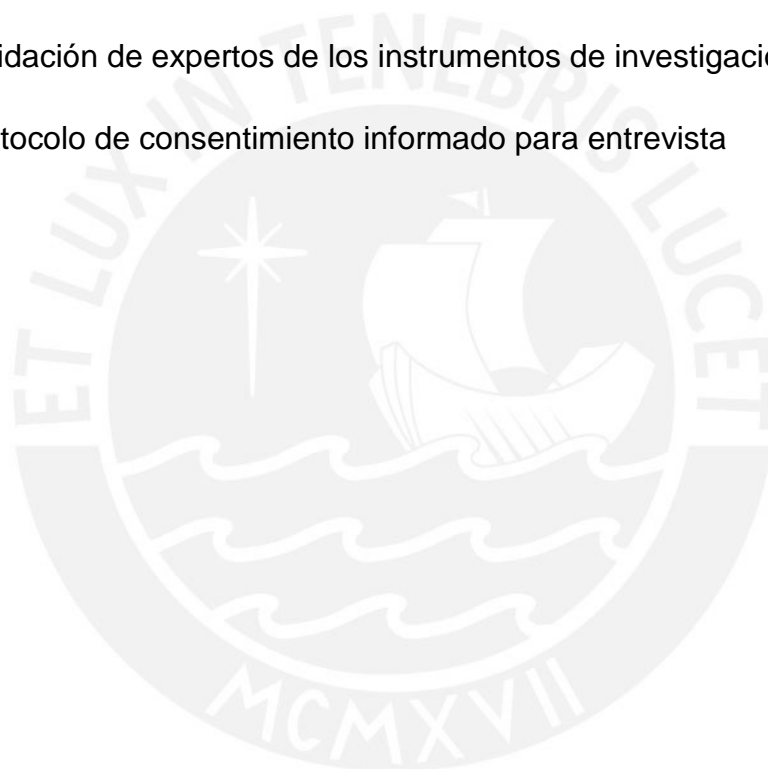 idación de expertos de los instrumentos de investigació
tocolo de consentimiento informado para entrevista
ET LUX IN TENEBRIS LUCET
MCMXVII